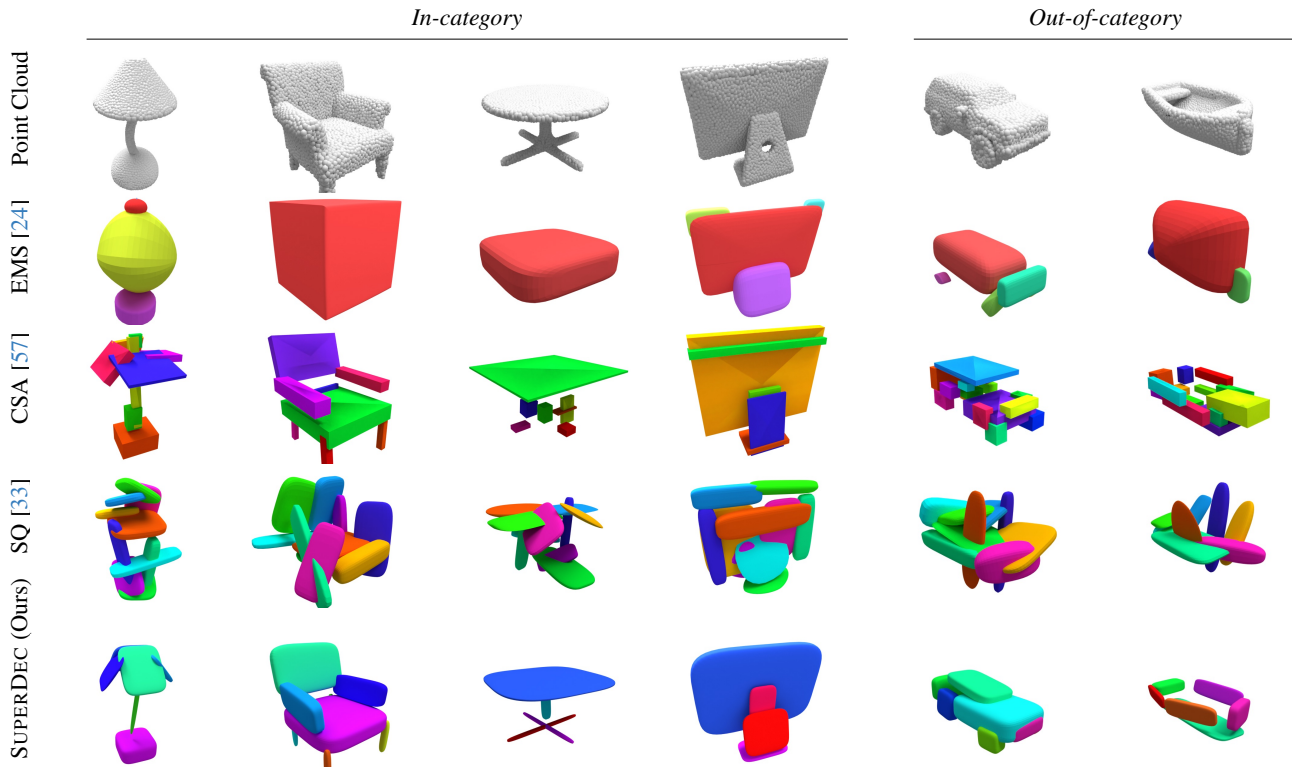 In-category
Out-of-category
Point Cloud
EMS [24]
CSA [57]
SQ [33]
SUPERDEC (Ours)